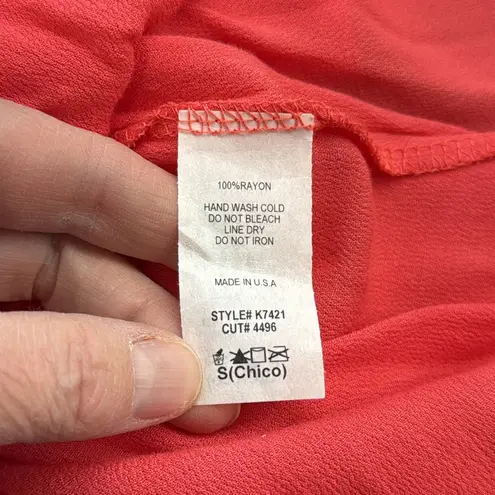 100%RAYON
HAND WASH COLD
DO NOT BLEACH
LINE DRY
DO NOT IRON
MADE IN U.S.A
STYLE# K7421
CUT# 4496
S(Chico)